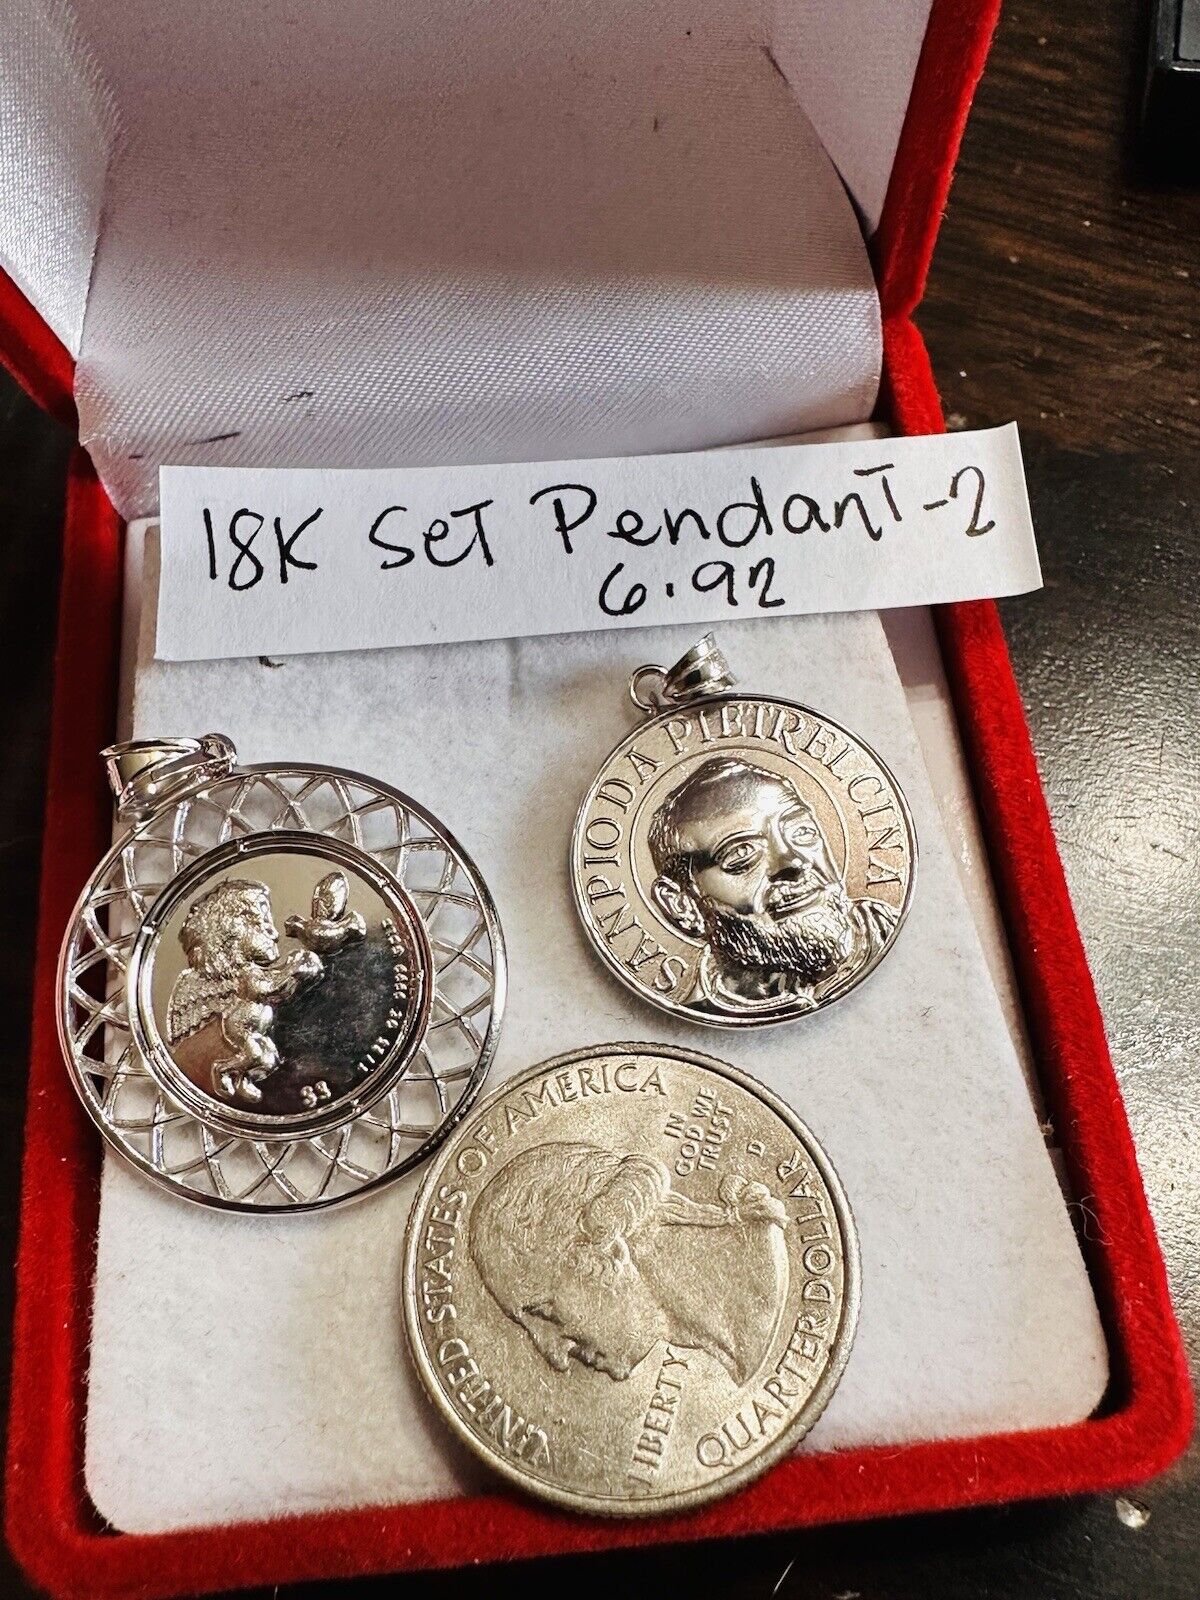 18K SET PendanT-2
6.92
SAN PIO DA PIETRELCINA
UNITED STATES OF AMERICA
IN
GOD WE
TRUST
D
LIBERTY
QUARTER DOLLAR